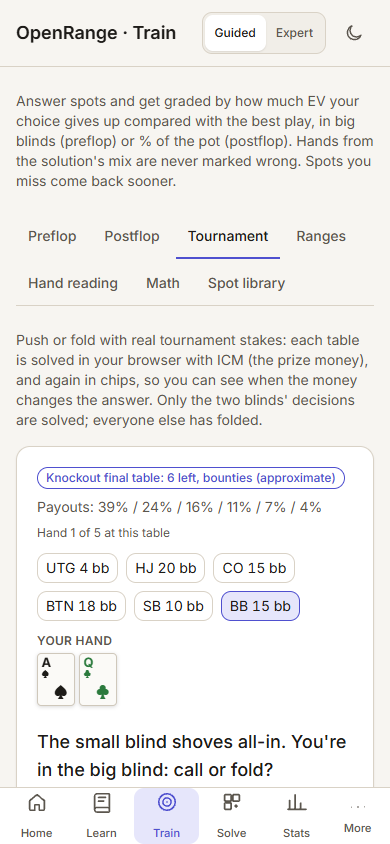 OpenRange · Train
Guided
Expert
Answer spots and get graded by how much EV your
choice gives up compared with the best play, in big
blinds (preflop) or % of the pot (postflop). Hands from
the solution's mix are never marked wrong. Spots you
miss come back sooner.
Preflop
Postflop
Tournament
Ranges
Hand reading
Math
Spot library
Push or fold with real tournament stakes: each table
is solved in your browser with ICM (the prize money),
and again in chips, so you can see when the money
changes the answer. Only the two blinds' decisions
are solved; everyone else has folded.
Knockout final table: 6 left, bounties (approximate)
Payouts: 39% / 24% / 16% / 11% / 7% / 4%
Hand 1 of 5 at this table
UTG 4 bb
HJ 20 bb
CO 15 bb
BTN 18 bb
SB 10 bb
BB 15 bb
YOUR HAND
A♠
Q♣
The small blind shoves all-in. You're
in the big blind: call or fold?
Home
Learn
Train
Solve
Stats
More